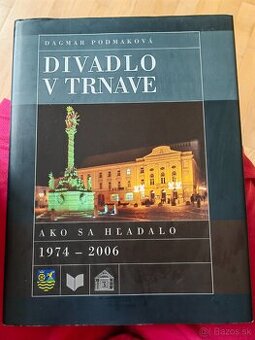 DAGMAR PODMAKOVÁ
DIVADLO
V TRNAVE
AKO SA HĽADALO
1974 – 2006
Bazos.sk